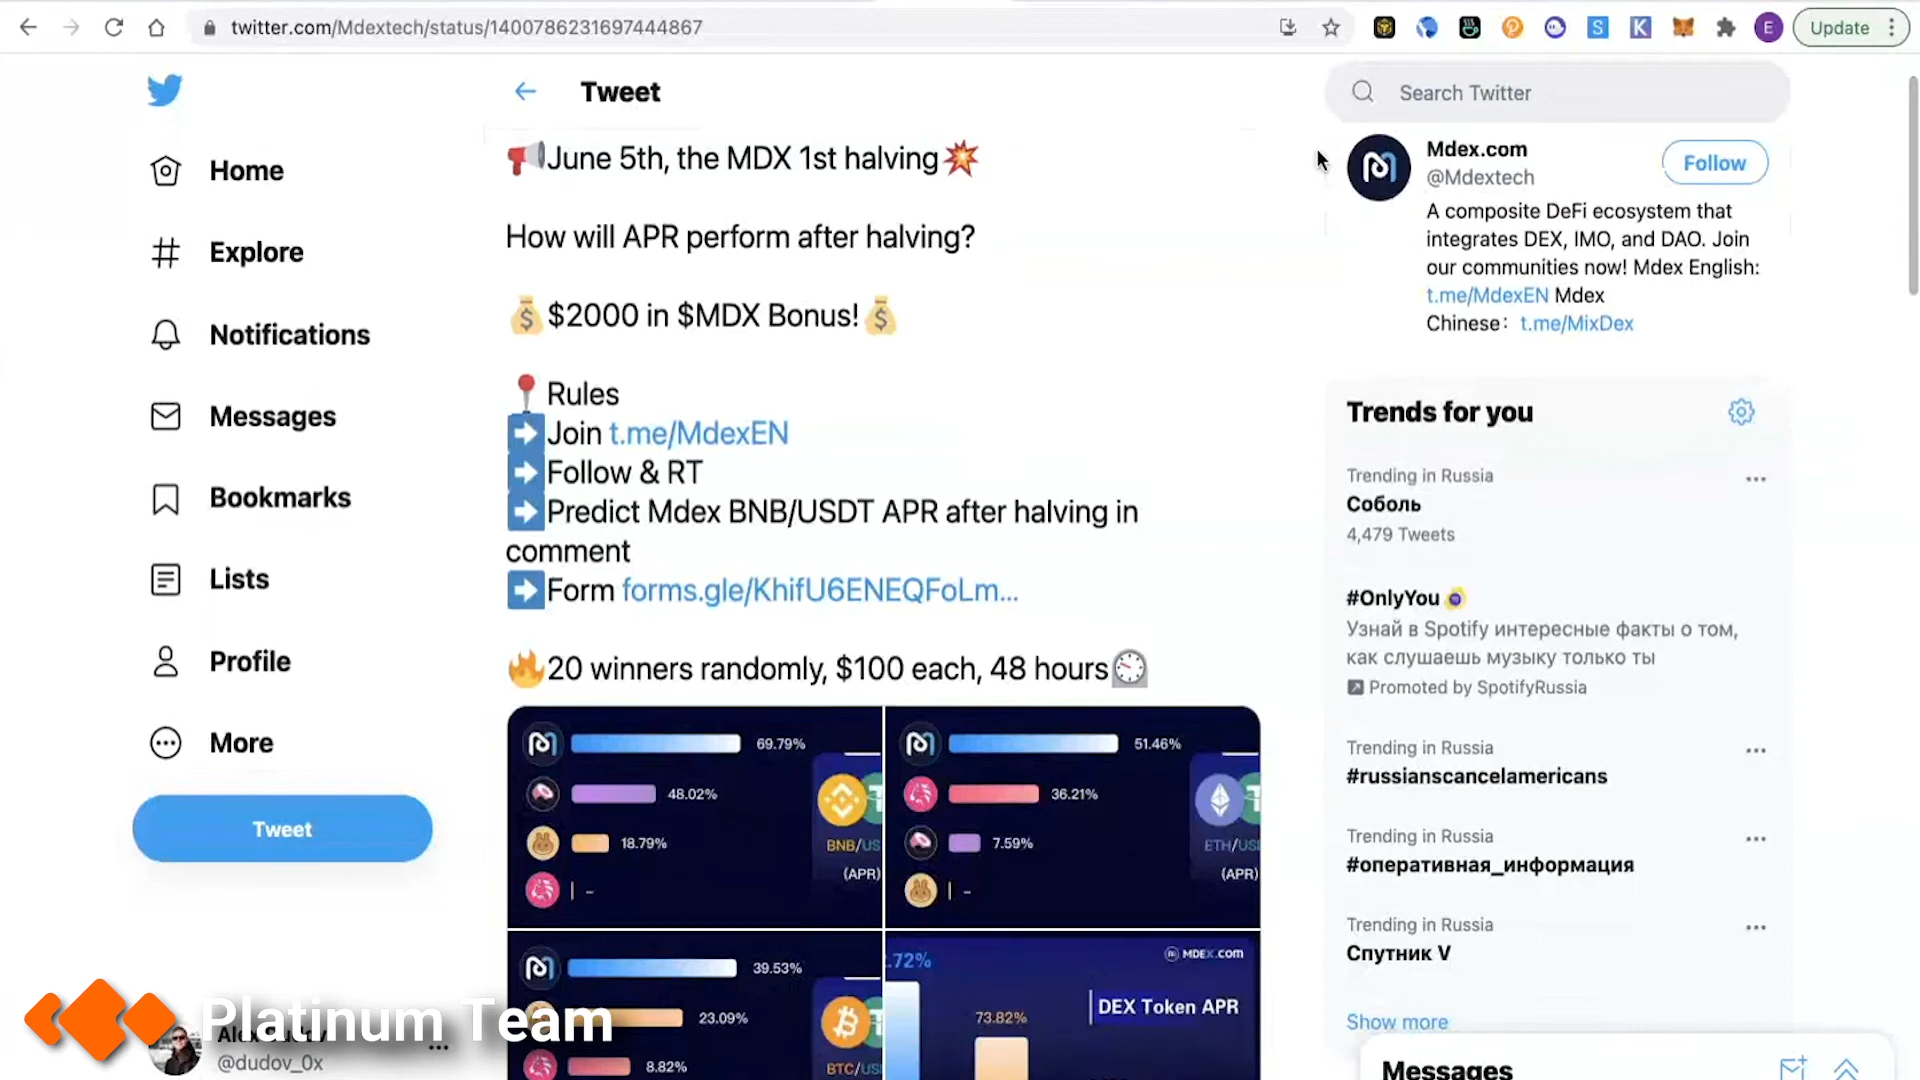 twitter.com/Mdextech/status/1400786231697444867
E
Update
Home
Explore
Notifications
Messages
Bookmarks
Lists
Profile
More
Tweet
@dudov_0x
Platinum Team
Tweet
June 5th, the MDX 1st halving
How will APR perform after halving?
$2000 in $MDX Bonus!
Rules
Join t.me/MdexEN
Follow & RT
Predict Mdex BNB/USDT APR after halving in
comment
Form forms.gle/KhifU6ENEQFoLm...
20 winners randomly, $100 each, 48 hours
69.79%
48.02%
18.79%
BNB/US
(APR)
51.46%
36.21%
7.59%
ETH/USI
(APR)
39.53%
23.09%
8.82%
BTC/US
.72%
MDEX.COM
DEX Token APR
73.82%
Search Twitter
Mdex.com
@Mdextech
Follow
A composite DeFi ecosystem that
integrates DEX, IMO, and DAO. Join
our communities now! Mdex English:
t.me/MdexEN Mdex
Chinese：t.me/MixDex
Trends for you
Trending in Russia
Соболь
4,479 Tweets
#OnlyYou
Узнай в Spotify интересные факты о том,
как слушаешь музыку только ты
Promoted by SpotifyRussia
Trending in Russia
#russianscancelamericans
Trending in Russia
#оперативная_информация
Trending in Russia
Спутник V
Show more
Messages